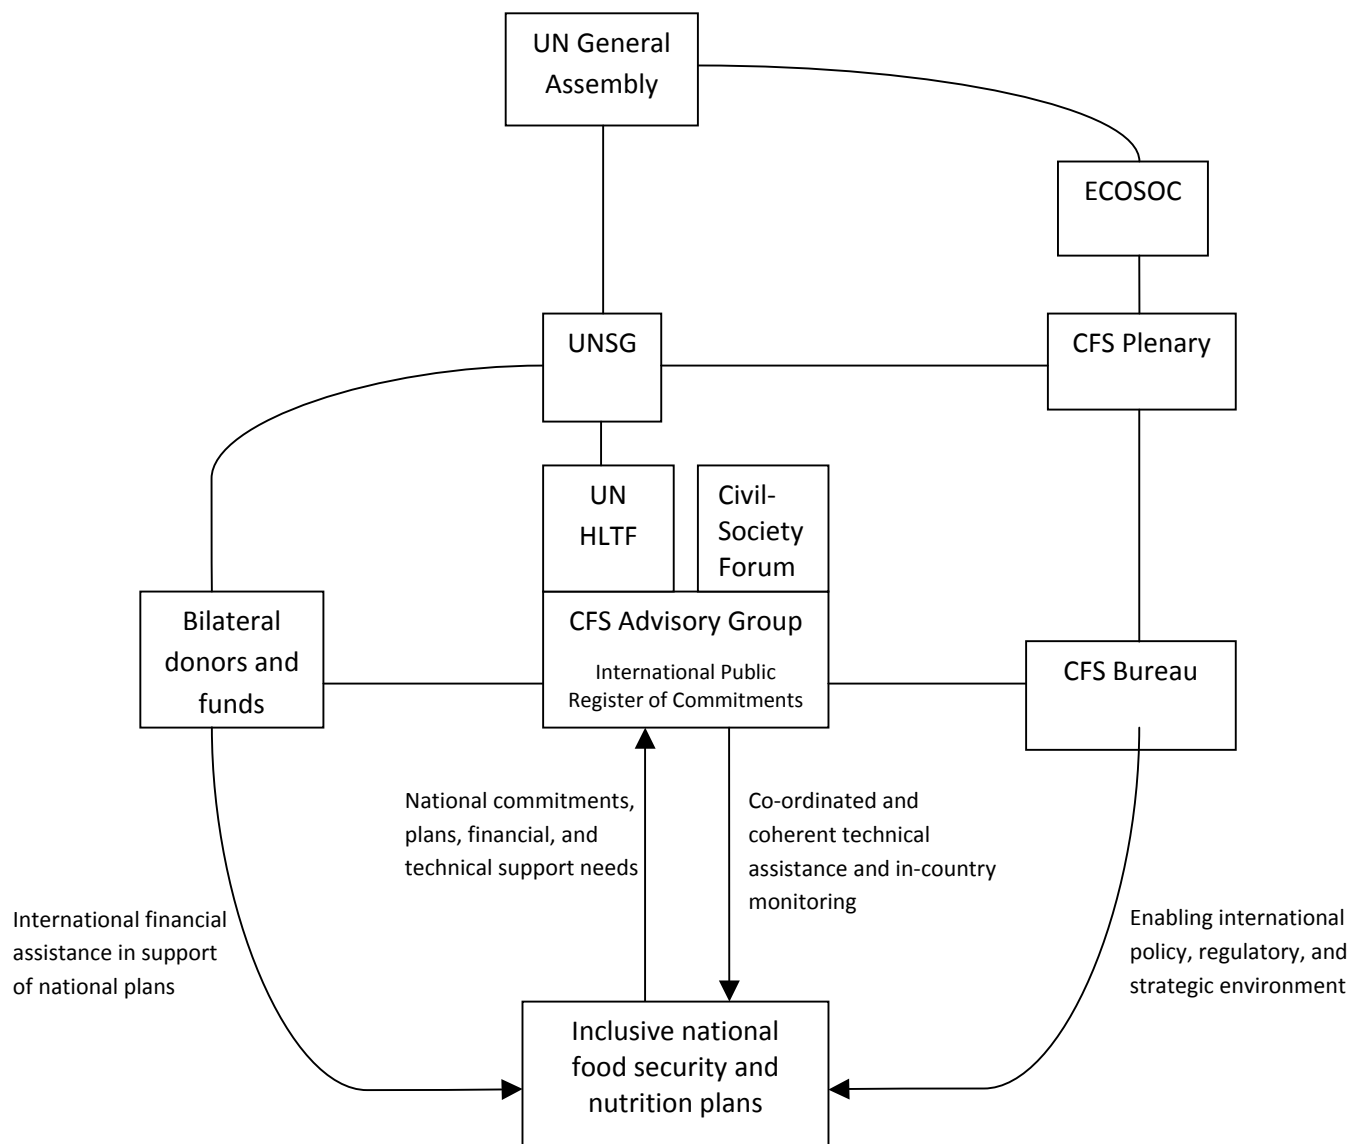 UN General
Assembly
ECOSOC
UNSG
CFS Plenary
UN
HLTF
Civil-
Society
Forum
Bilateral
donors and
funds
CFS Advisory Group
International Public
Register of Commitments
CFS Bureau
National commitments,
plans, financial, and
technical support needs
Co-ordinated and
coherent technical
assistance and in-country
monitoring
International financial
assistance in support
of national plans
Enabling international
policy, regulatory, and
strategic environment
Inclusive national
food security and
nutrition plans